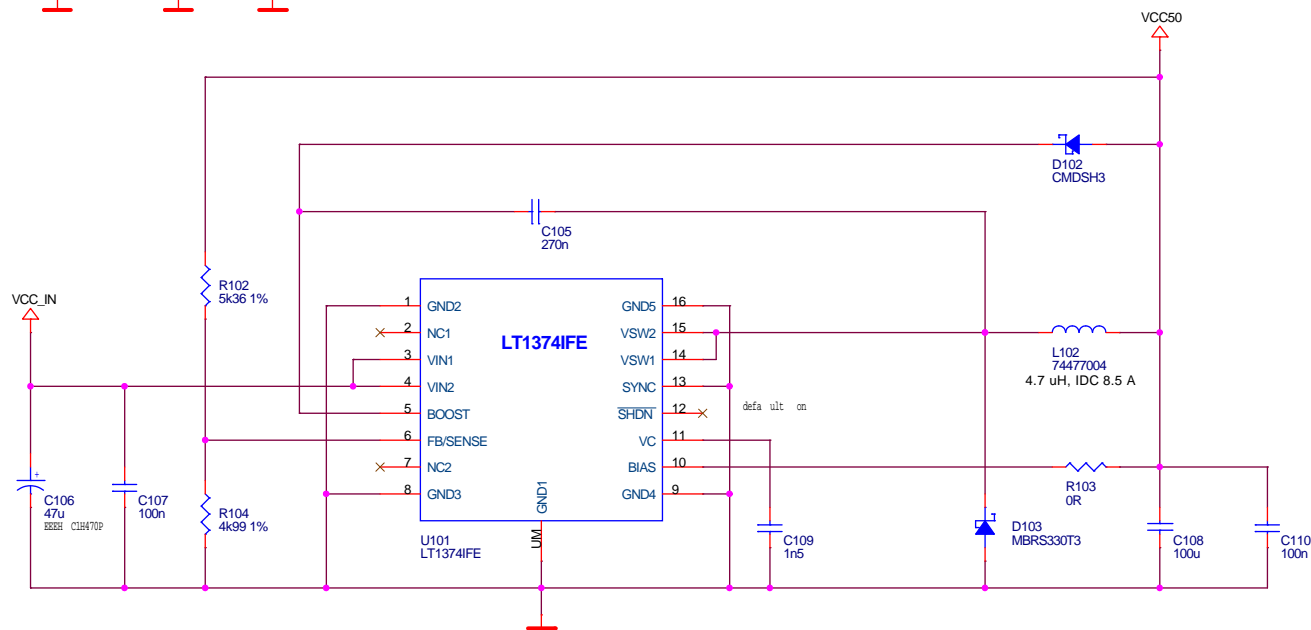 VCC50
D102
CMDSH3
C105
270n
R102
5k36 1%
VCC_IN
1 GND2
2 NC1
3 VIN1
4 VIN2
5 BOOST
6 FB/SENSE
7 NC2
8 GND3
LT1374IFE
GND5 16
VSW2 15
VSW1 14
SYNC 13
SHDN 12
VC 11
BIAS 10
GND4 9
GND1
UM
defa ult on
L102
74477004
4.7 uH, IDC 8.5 A
R103
0R
C106
47u
EEEH C1H470P
C107
100n
R104
4k99 1%
U101
LT1374IFE
C109
1n5
D103
MBRS330T3
C108
100u
C110
100n